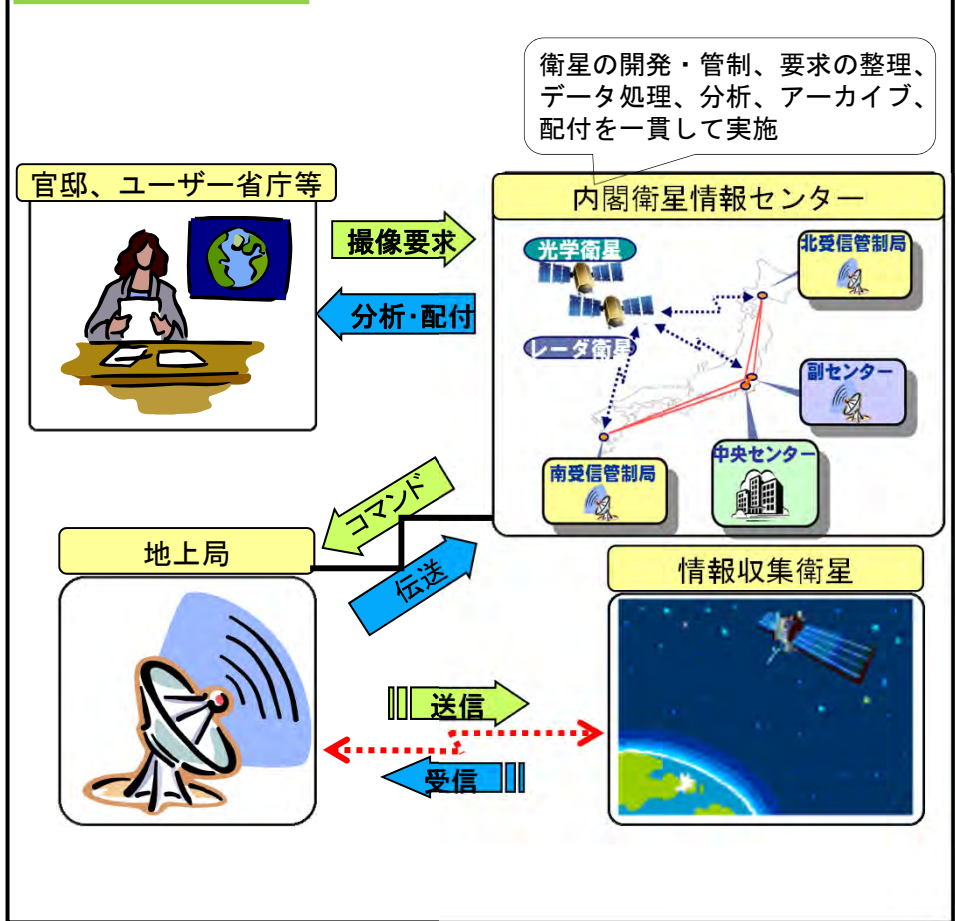 衛星の開発・管制、要求の整理、
データ処理、分析、アーカイブ、
配付を一貫して実施
官邸、ユーザー省庁等
内閣衛星情報センター
撮像要求
分析・配付
光学衛星
レーダ衛星
北受信管制局
副センター
中央センター
南受信管制局
コマンド
伝送
地上局
情報収集衛星
送信
受信